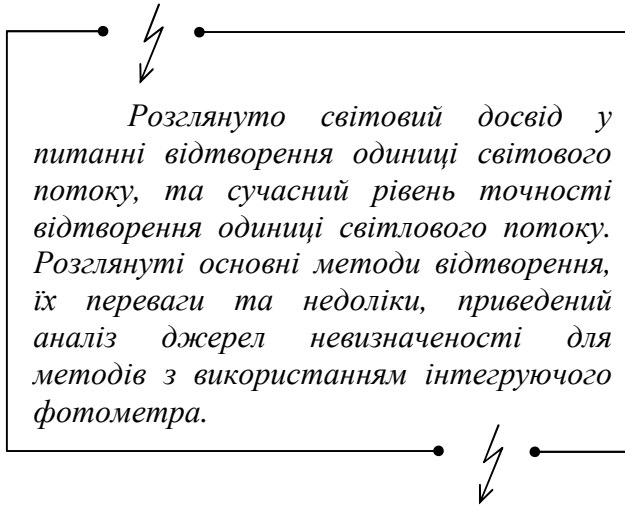 Розглянуто світовий досвід у
питанні відтворення одиниці світового
потоку, та сучасний рівень точності
відтворення одиниці світлового потоку.
Розглянуті основні методи відтворення,
їх переваги та недоліки, приведений
аналіз джерел невизначеності для
методів з використанням інтегруючого
фотометра.